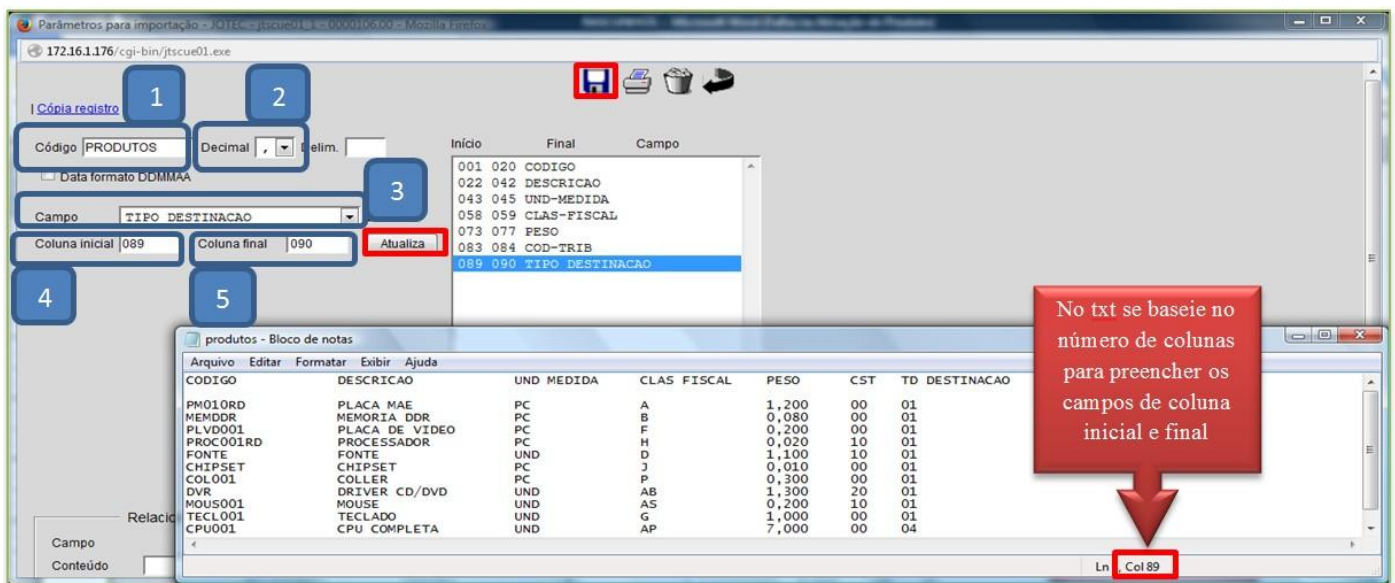 Parâmetros para importação - JOTEC - jtscue01_1 - 0000106.00 - Mozilla Firefox
172.16.1.176/cgi-bin/jtscue01.exe
| Cópia registro
1
2
Código PRODUTOS Decimal , Delim.
Data formato DDMMAA
3
Campo TIPO DESTINACAO
Coluna inicial 089 Coluna final 090 Atualiza
4
5
Início Final Campo
001 020 CODIGO
022 042 DESCRICAO
043 045 UND-MEDIDA
058 059 CLAS-FISCAL
073 077 PESO
083 084 COD-TRIB
089 090 TIPO DESTINACAO
No txt se baseie no
número de colunas
para preencher os
campos de coluna
inicial e final
produtos - Bloco de notas
Arquivo Editar Formatar Exibir Ajuda
CODIGO DESCRICAO UND MEDIDA CLAS FISCAL PESO CST TD DESTINACAO
PM010RD PLACA MAE PC A 1,200 00 01
MEMDDR MEMORIA DDR PC B 0,080 00 01
PLVD001 PLACA DE VIDEO PC F 0,200 00 01
PROC001RD PROCESSADOR PC H 0,020 10 01
FONTE FONTE UND D 1,100 10 01
CHIPSET CHIPSET PC J 0,010 00 01
COL001 COLLER PC P 0,300 00 01
DVR DRIVER CD/DVD UND AB 1,300 20 01
MOUS001 MOUSE UND AS 0,200 10 01
TECL001 TECLADO UND G 1,000 00 01
CPU001 CPU COMPLETA UND AP 7,000 00 04
Ln , Col 89
Relacio
Campo
Conteúdo